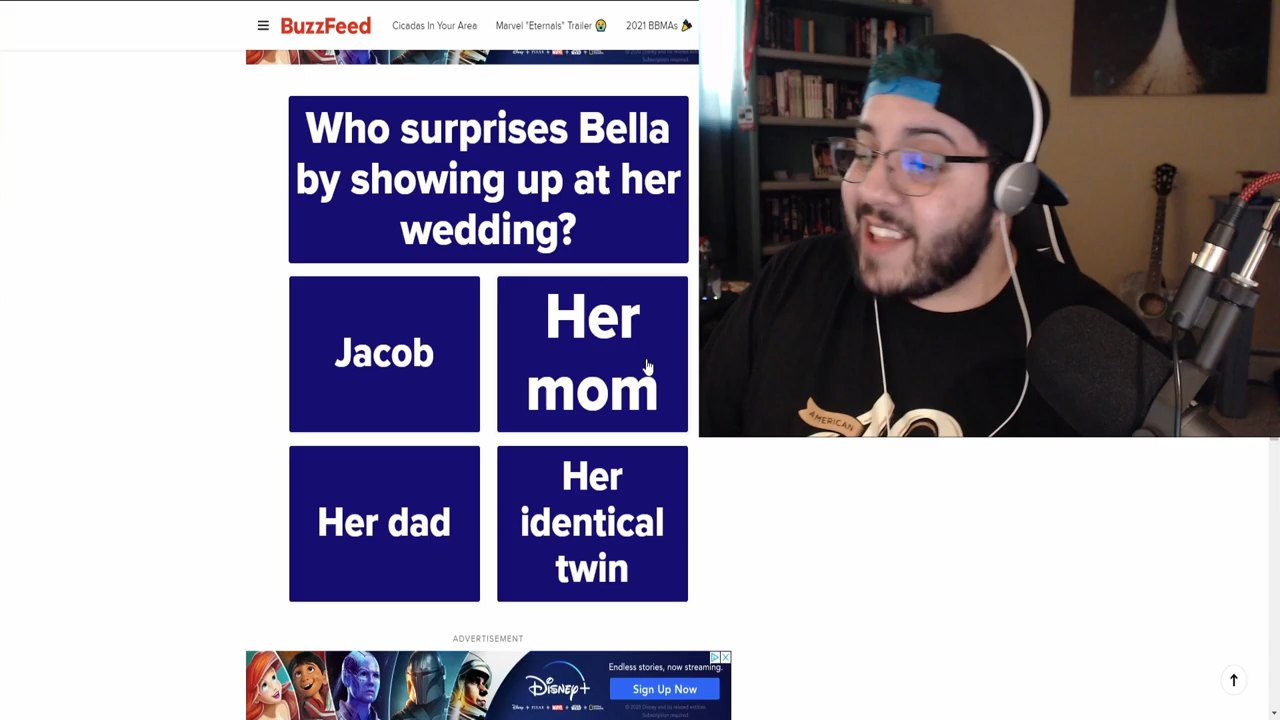 BuzzFeed
Cicadas In Your Area
Marvel "Eternals" Trailer 😭
2021 BBMAs
Who surprises Bella
by showing up at her
wedding?
Jacob
Her
mom
Her dad
Her
identical
twin
AMERICAN
ADVERTISEMENT
Endless stories, now streaming.
Disney+
Sign Up Now